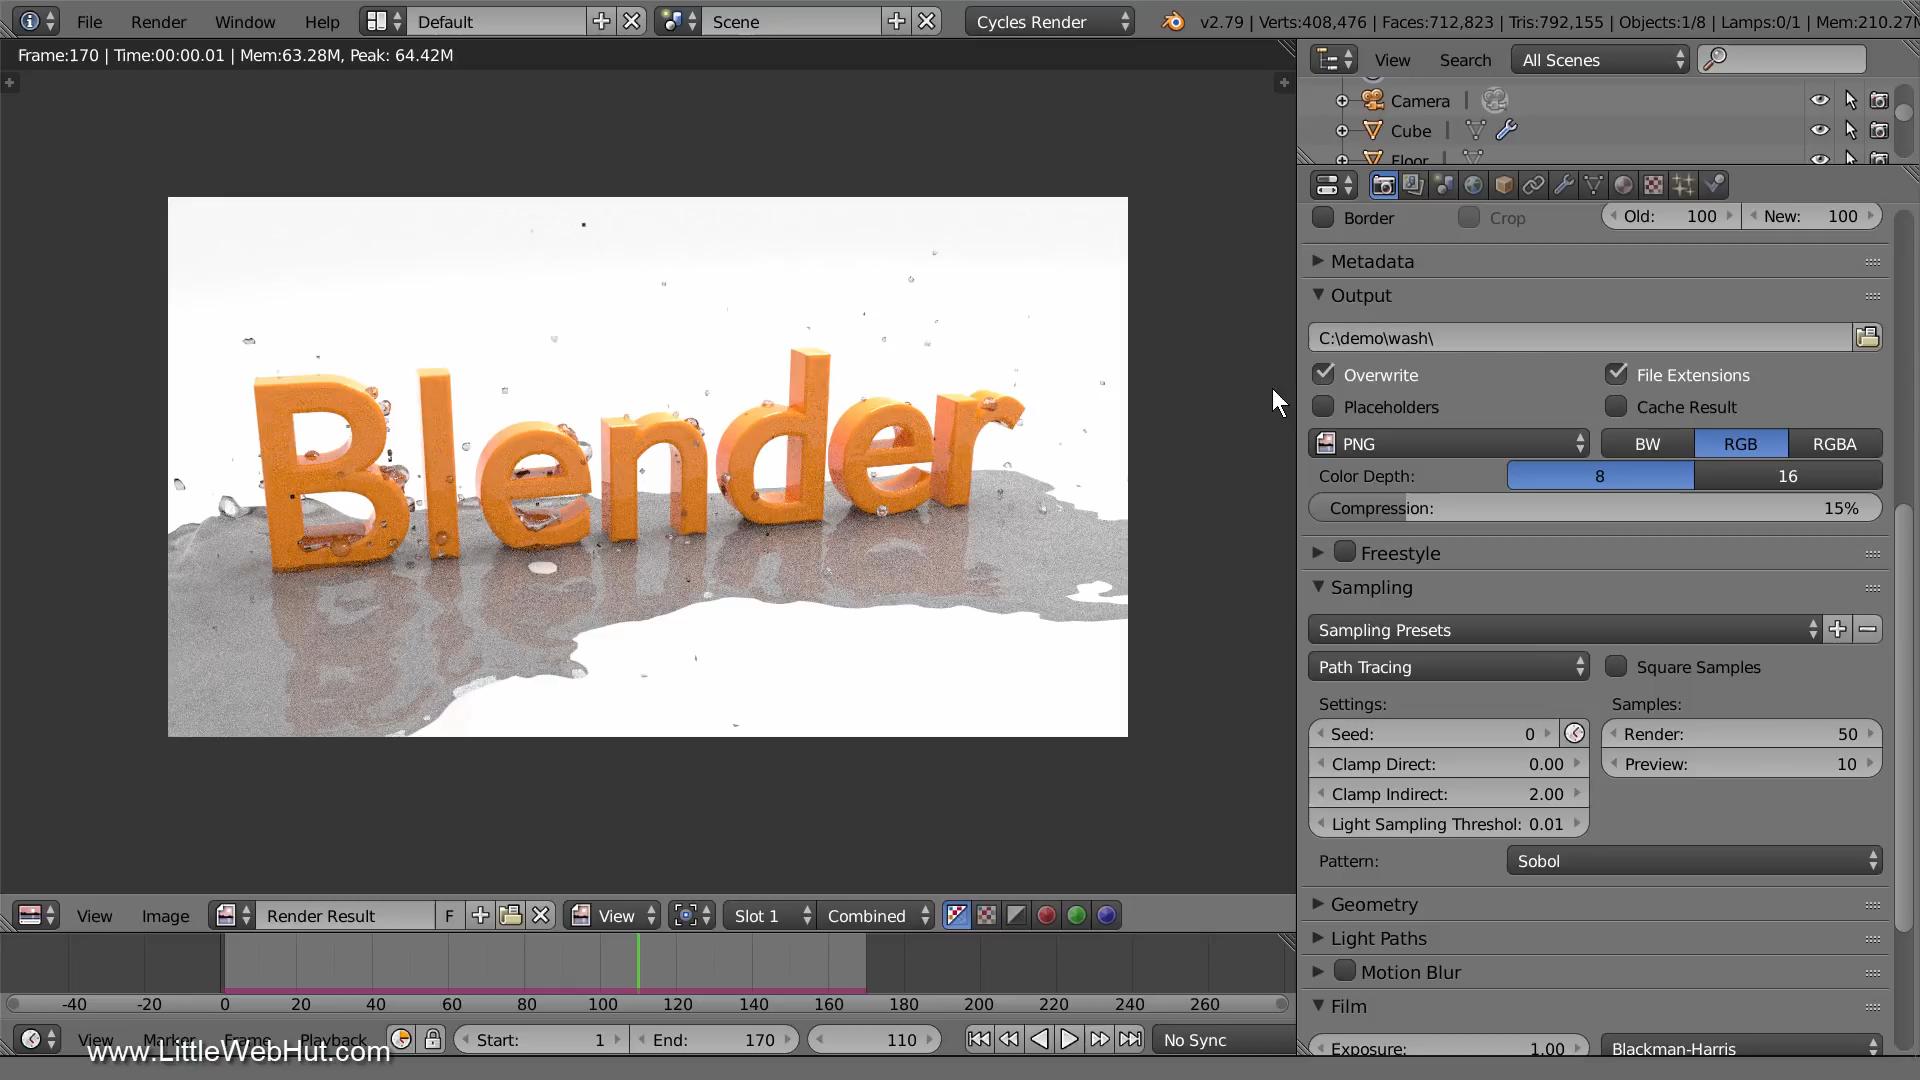 File Render Window Help Default Scene Cycles Render v2.79 | Verts:408,476 | Faces:712,823 | Tris:792,155 | Objects:1/8 | Lamps:0/1 | Mem:210.27M
Frame:170 | Time:00:00.01 | Mem:63.28M, Peak: 64.42M
View Search All Scenes
Camera
Cube
Floor
Border Crop Old: 100 New: 100
Metadata
Output
C:\demo\wash\
Overwrite File Extensions
Placeholders Cache Result
PNG BW RGB RGBA
Color Depth: 8 16
Compression: 15%
Freestyle
Sampling
Sampling Presets
Path Tracing Square Samples
Settings: Samples:
Seed: 0 Render: 50
Clamp Direct: 0.00 Preview: 10
Clamp Indirect: 2.00
Light Sampling Threshol: 0.01
Pattern: Sobol
Geometry
Light Paths
Motion Blur
Film
Exposure: 1.00 Blackman-Harris
Blender
View Image Render Result F View Slot 1 Combined
-40 -20 0 20 40 60 80 100 120 140 160 180 200 220 240 260
View Marker Frame Playback Start: 1 End: 170 110 No Sync
www.LittleWebHut.com